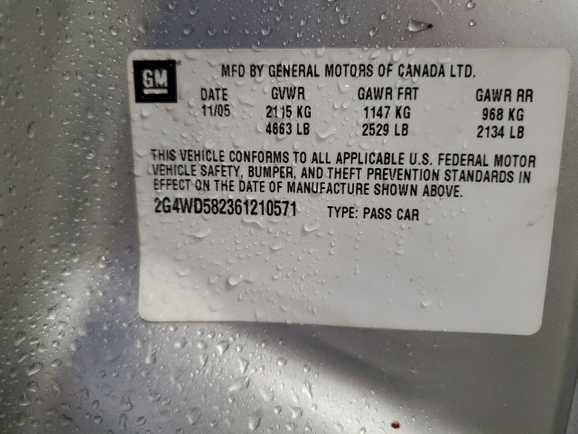 GM MFD BY GENERAL MOTORS OF CANADA LTD.
DATE GVWR GAWR FRT GAWR RR
11/05 2115 KG 1147 KG 968 KG
4663 LB 2529 LB 2134 LB
THIS VEHICLE CONFORMS TO ALL APPLICABLE U.S. FEDERAL MOTOR
VEHICLE SAFETY, BUMPER, AND THEFT PREVENTION STANDARDS IN
EFFECT ON THE DATE OF MANUFACTURE SHOWN ABOVE.
2G4WD582361210571 TYPE: PASS CAR